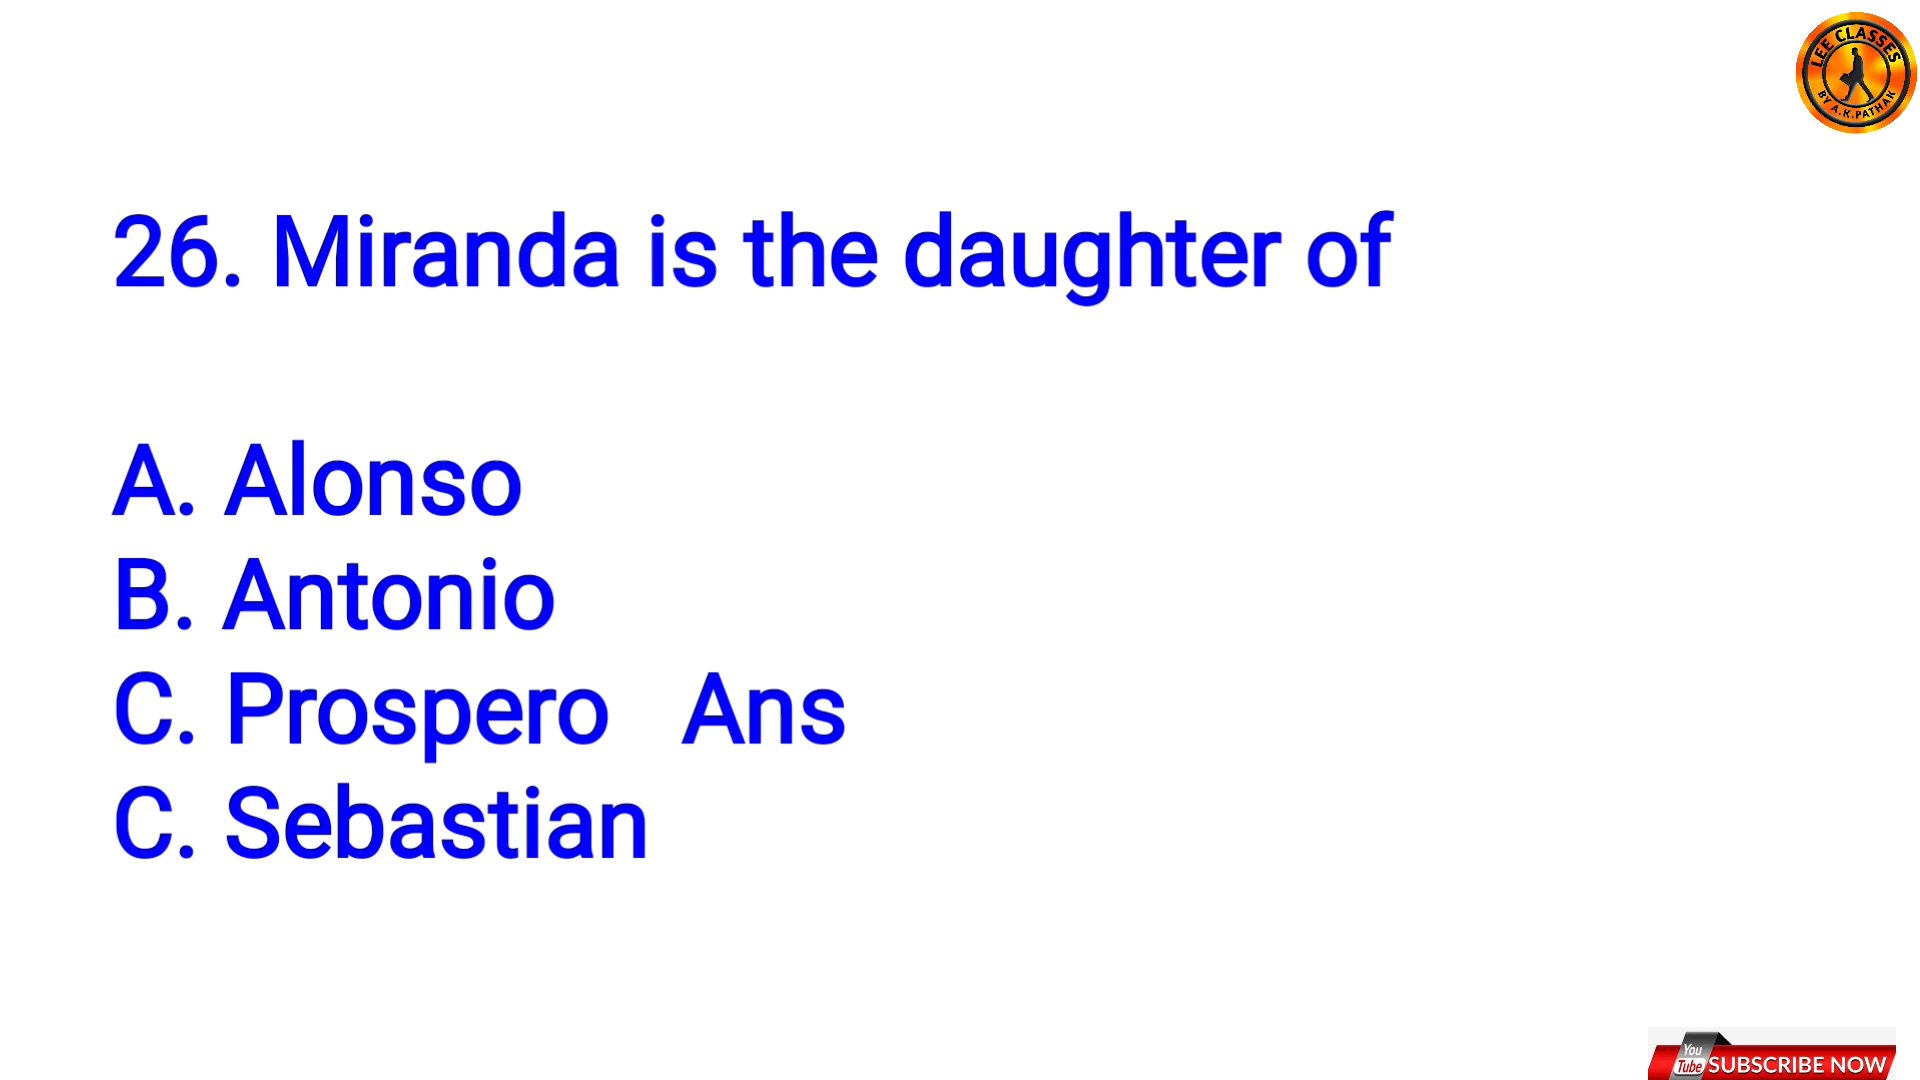 LEE CLASSES
BY A.K.PATHAK
26. Miranda is the daughter of
A. Alonso
B. Antonio
C. Prospero Ans
C. Sebastian
You
Tube SUBSCRIBE NOW